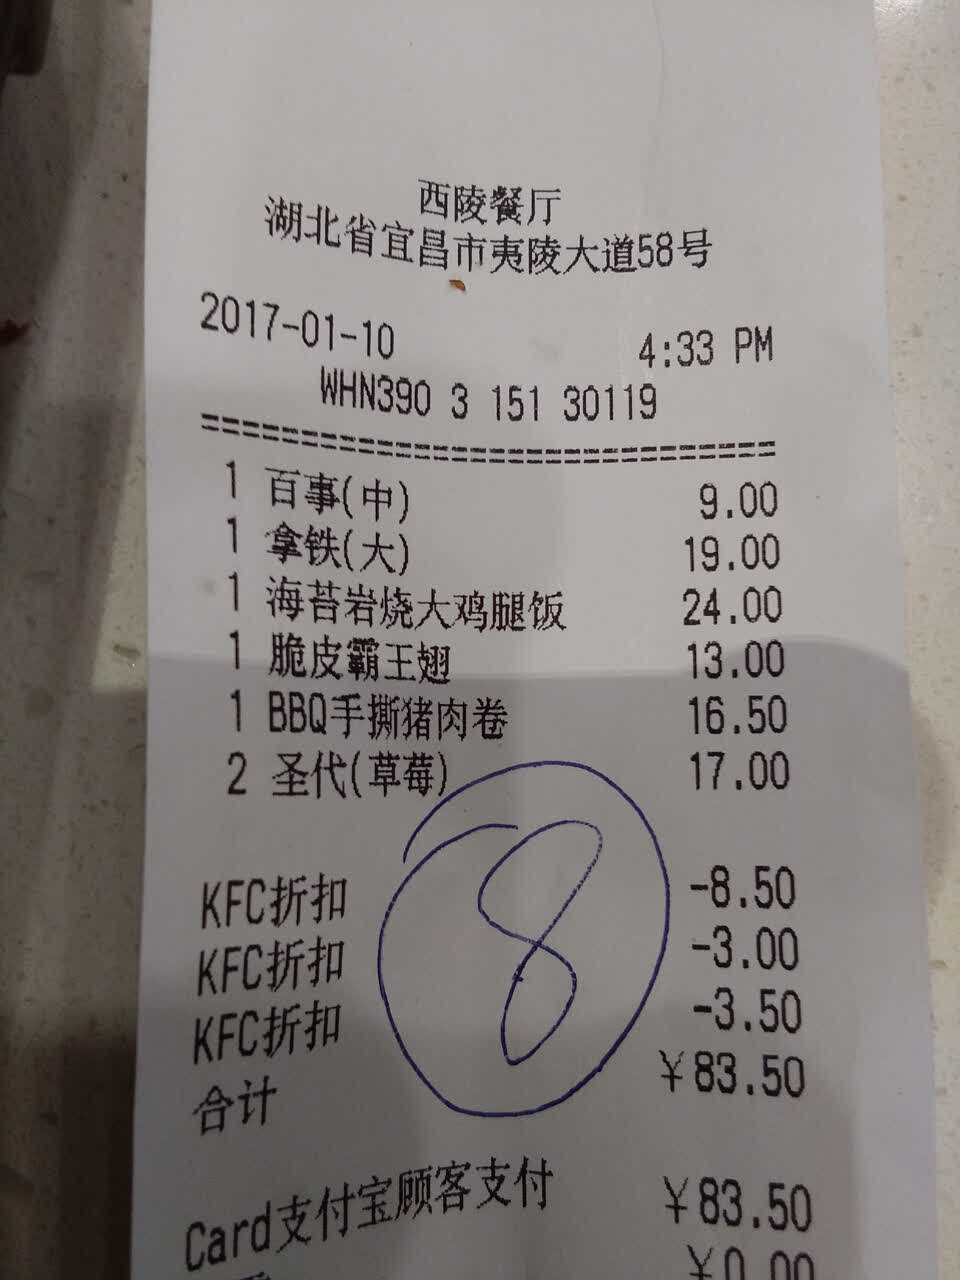 西陵餐厅
湖北省宜昌市夷陵大道58号
2017-01-10 4:33 PM
WHN390 3 151 30119
================================
1 百事(中) 9.00
1 拿铁(大) 19.00
1 海苔岩烧大鸡腿饭 24.00
1 脆皮霸王翅 13.00
1 BBQ手撕猪肉卷 16.50
2 圣代(草莓) 17.00
8
KFC折扣 -8.50
KFC折扣 -3.00
KFC折扣 -3.50
合计 ¥83.50
Card支付宝顾客支付 ¥83.50
¥0.00